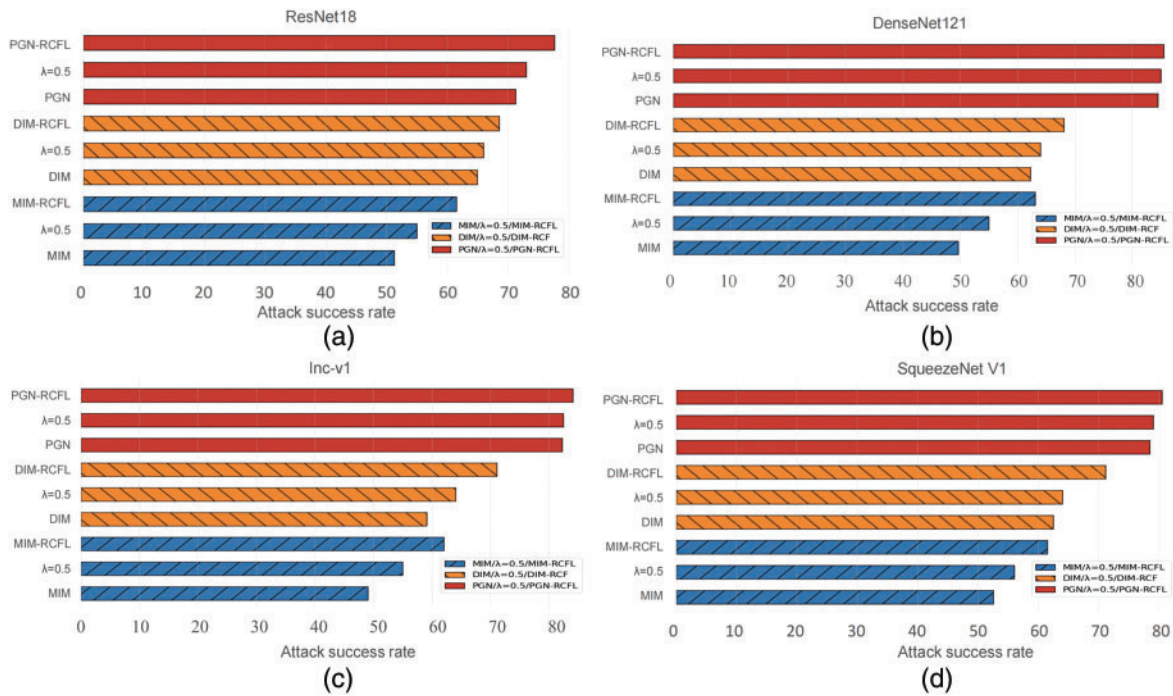 ResNet18
PGN-RCFL
λ=0.5
PGN
DIM-RCFL
λ=0.5
DIM
MIM-RCFL
λ=0.5
MIM
MIM/λ=0.5/MIM-RCFL
DIM/λ=0.5/DIM-RCF
PGN/λ=0.5/PGN-RCFL
0 10 20 30 40 50 60 70 80
Attack success rate
(a)
DenseNet121
PGN-RCFL
λ=0.5
PGN
DIM-RCFL
λ=0.5
DIM
MIM-RCFL
λ=0.5
MIM
MIM/λ=0.5/MIM-RCFL
DIM/λ=0.5/DIM-RCF
PGN/λ=0.5/PGN-RCFL
0 10 20 30 40 50 60 70 80
Attack success rate
(b)
Inc-v1
PGN-RCFL
λ=0.5
PGN
DIM-RCFL
λ=0.5
DIM
MIM-RCFL
λ=0.5
MIM
MIM/λ=0.5/MIM-RCFL
DIM/λ=0.5/DIM-RCF
PGN/λ=0.5/PGN-RCFL
0 10 20 30 40 50 60 70 80
Attack success rate
(c)
SqueezeNet V1
PGN-RCFL
λ=0.5
PGN
DIM-RCFL
λ=0.5
DIM
MIM-RCFL
λ=0.5
MIM
MIM/λ=0.5/MIM-RCFL
DIM/λ=0.5/DIM-RCF
PGN/λ=0.5/PGN-RCFL
0 10 20 30 40 50 60 70 80
Attack success rate
(d)